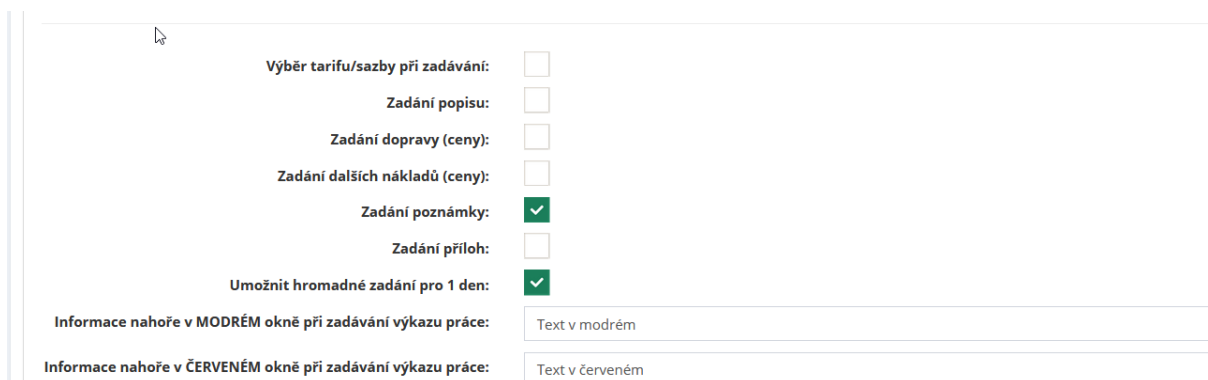 Výběr tarifu/sazby při zadávání:
Zadání popisu:
Zadání dopravy (ceny):
Zadání dalších nákladů (ceny):
Zadání poznámky:
Zadání příloh:
Umožnit hromadné zadání pro 1 den:
Informace nahoře v MODRÉM okně při zadávání výkazu práce: Text v modrém
Informace nahoře v ČERVENÉM okně při zadávání výkazu práce: Text v červeném